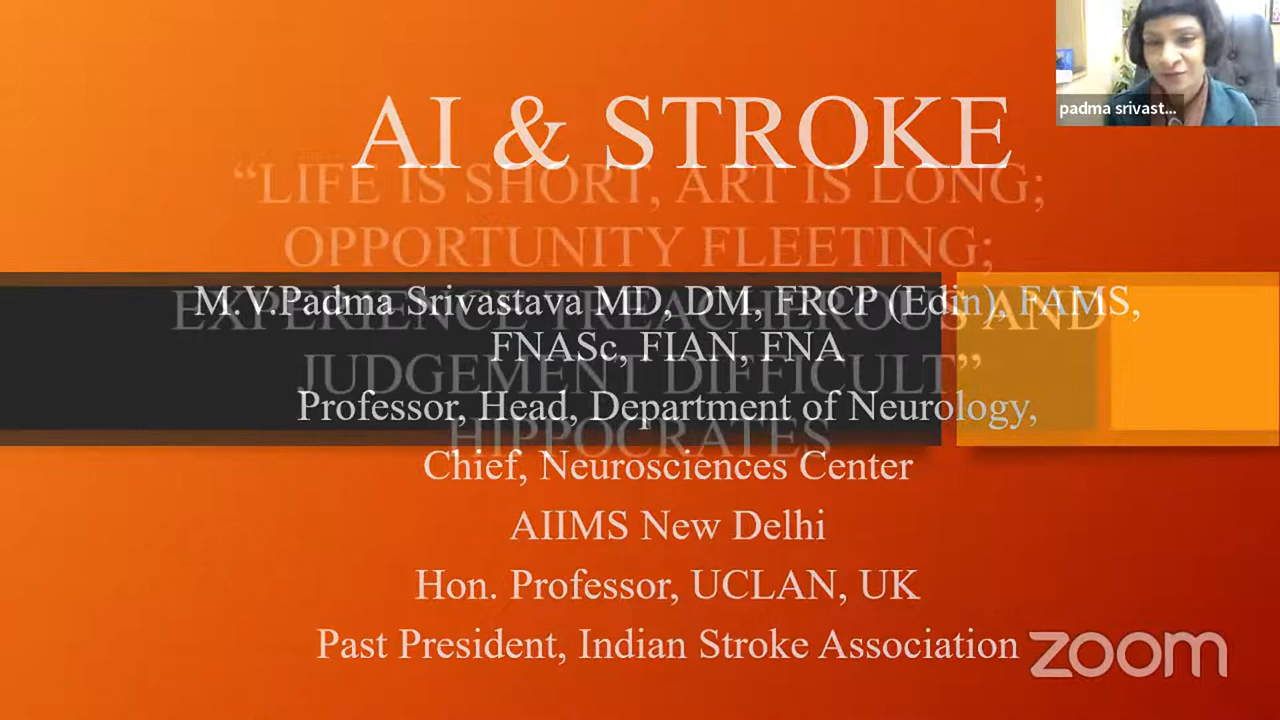 AI & STROKE
“LIFE IS SHORT, ART IS LONG;
OPPORTUNITY FLEETING;
EXPERIENCE TREACHEROUS AND
JUDGEMENT DIFFICULT”
HIPPOCRATES
M.V.Padma Srivastava MD, DM, FRCP (Edin), FAMS,
FNASc, FIAN, FNA
Professor, Head, Department of Neurology,
Chief, Neurosciences Center
AIIMS New Delhi
Hon. Professor, UCLAN, UK
Past President, Indian Stroke Association
padma srivast...
zoom